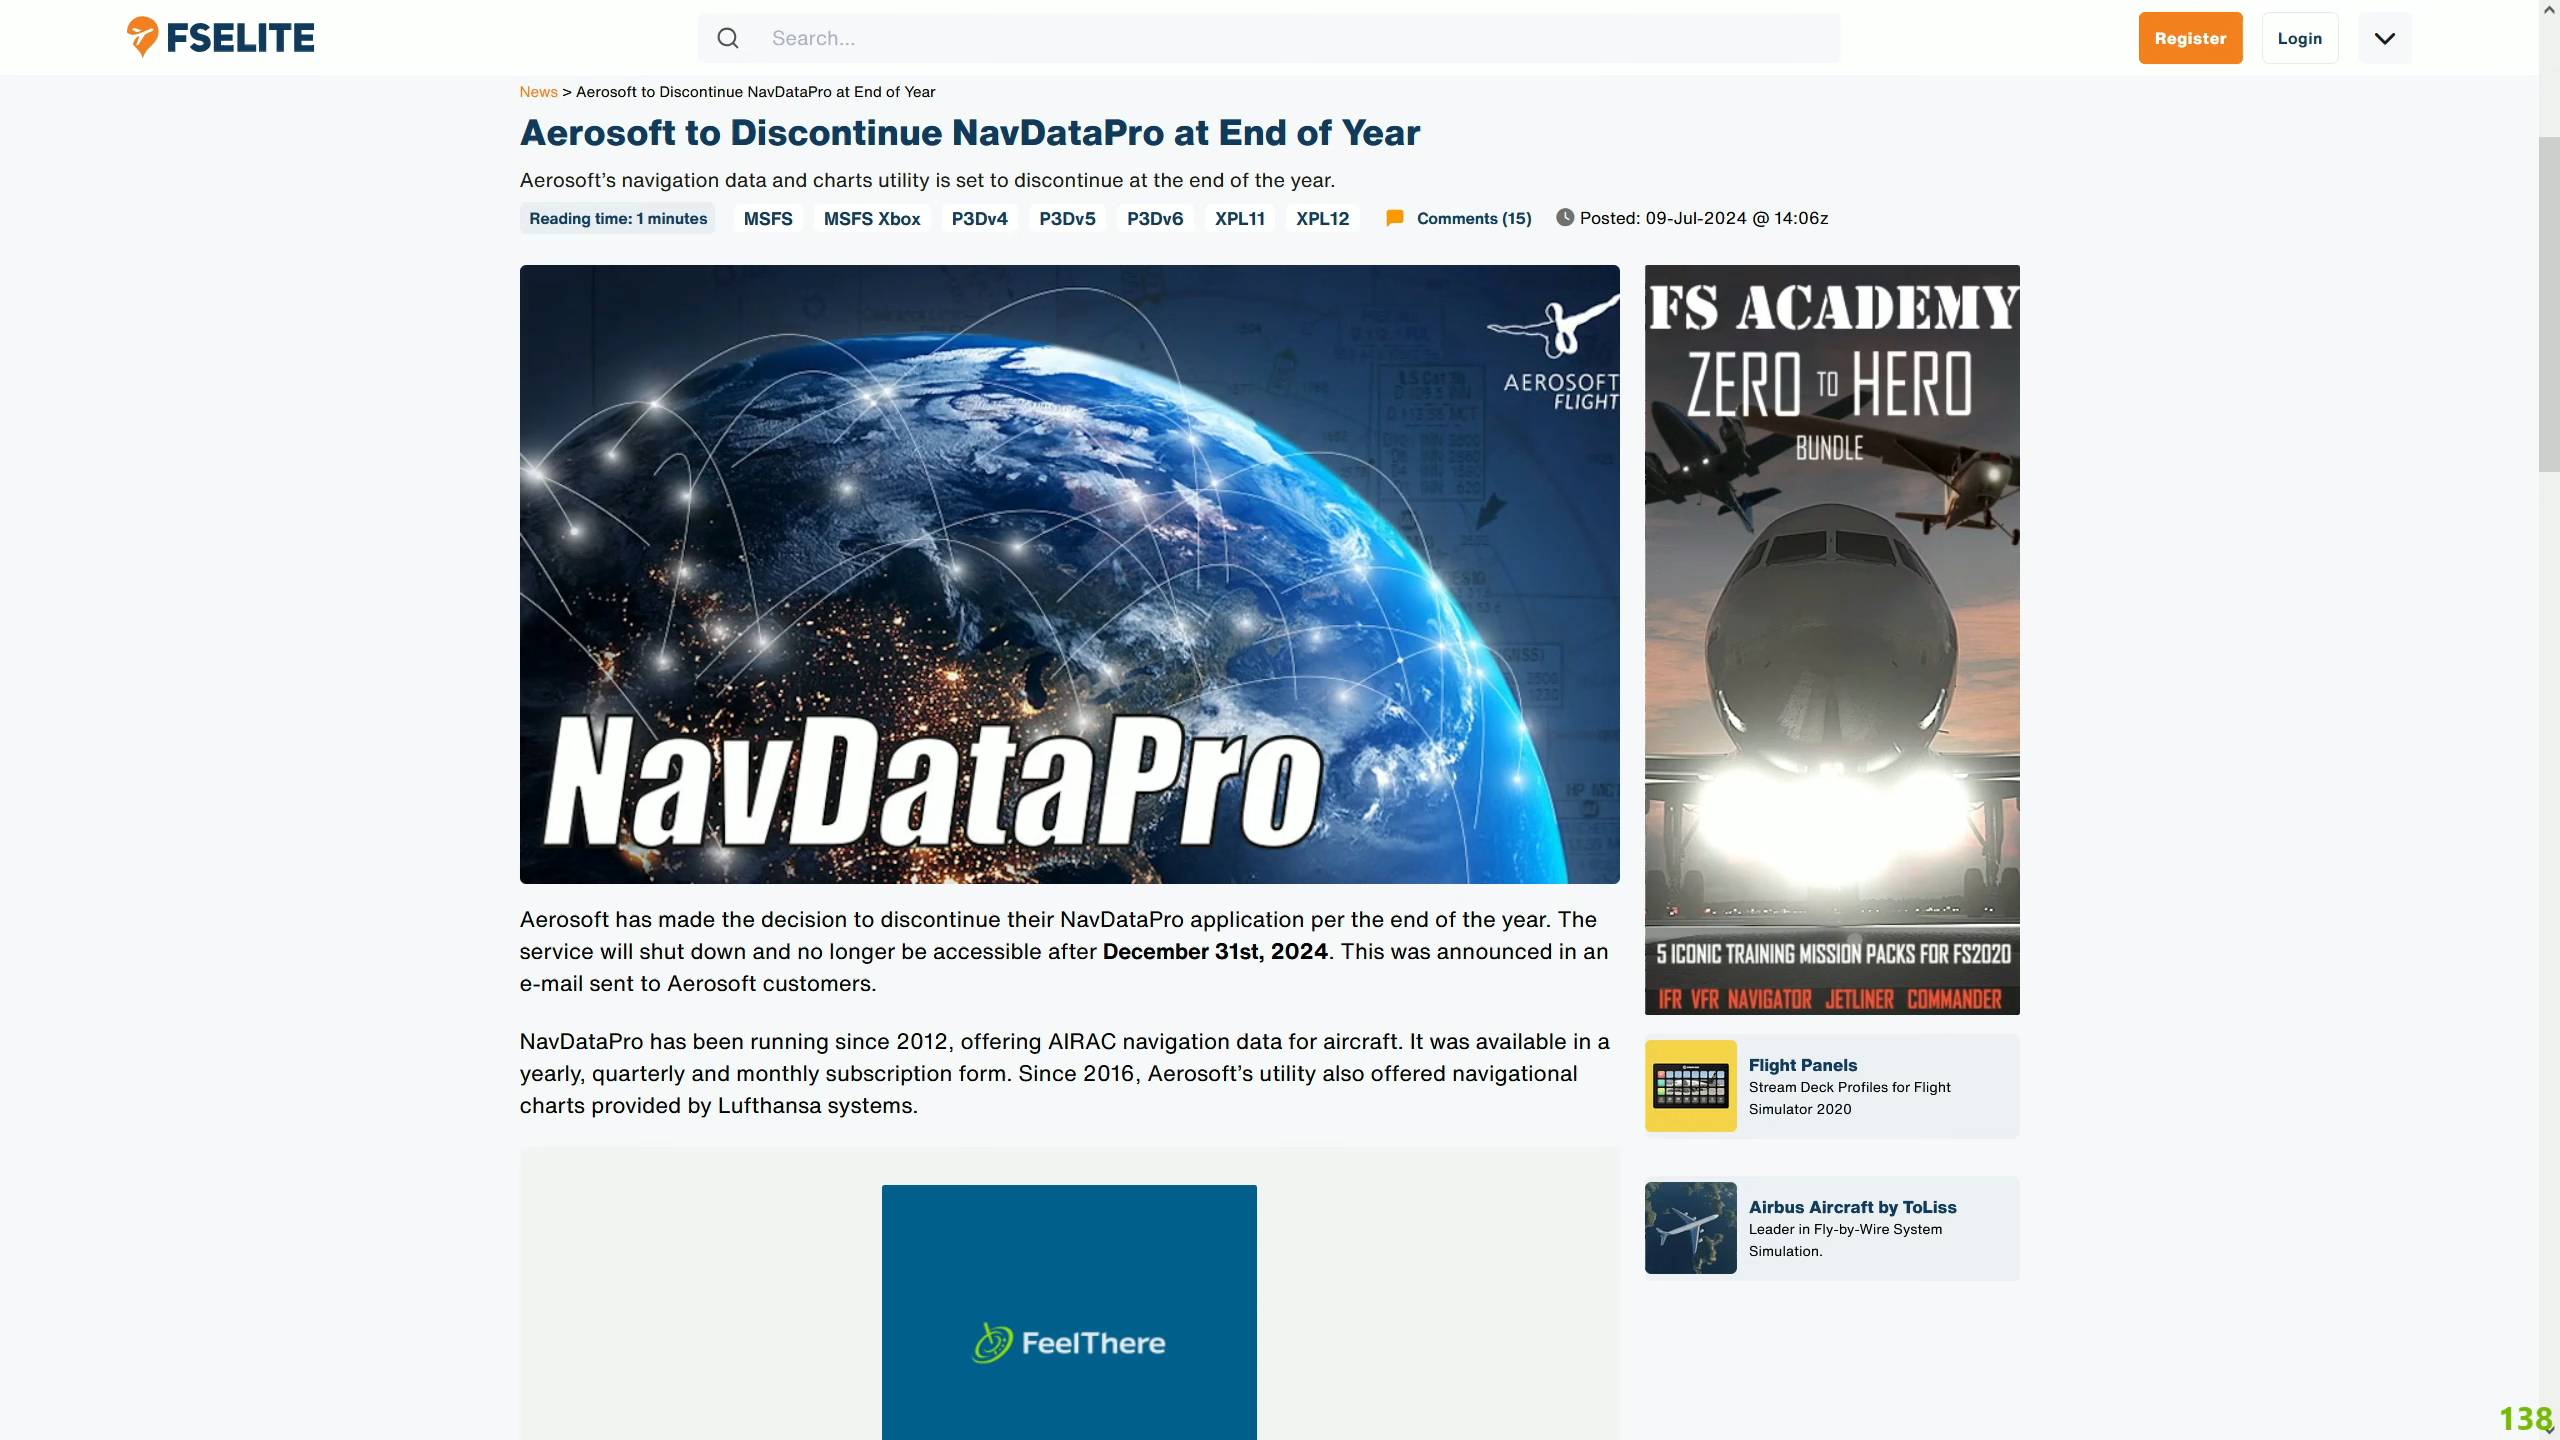 FSELITE
Search...
Register
Login
News > Aerosoft to Discontinue NavDataPro at End of Year
Aerosoft to Discontinue NavDataPro at End of Year
Aerosoft’s navigation data and charts utility is set to discontinue at the end of the year.
Reading time: 1 minutes MSFS MSFS Xbox P3Dv4 P3Dv5 P3Dv6 XPL11 XPL12 Comments (15) Posted: 09-Jul-2024 @ 14:06z
AEROSOFT
FLIGHT
NavDataPro
FS ACADEMY
ZERO TO HERO
BUNDLE
5 ICONIC TRAINING MISSION PACKS FOR FS2020
IFR VFR NAVIGATOR JETLINER COMMANDER
Aerosoft has made the decision to discontinue their NavDataPro application per the end of the year. The
service will shut down and no longer be accessible after December 31st, 2024. This was announced in an
e-mail sent to Aerosoft customers.
NavDataPro has been running since 2012, offering AIRAC navigation data for aircraft. It was available in a
yearly, quarterly and monthly subscription form. Since 2016, Aerosoft’s utility also offered navigational
charts provided by Lufthansa systems.
Flight Panels
Stream Deck Profiles for Flight
Simulator 2020
Airbus Aircraft by ToLiss
Leader in Fly-by-Wire System
Simulation.
FeelThere
138